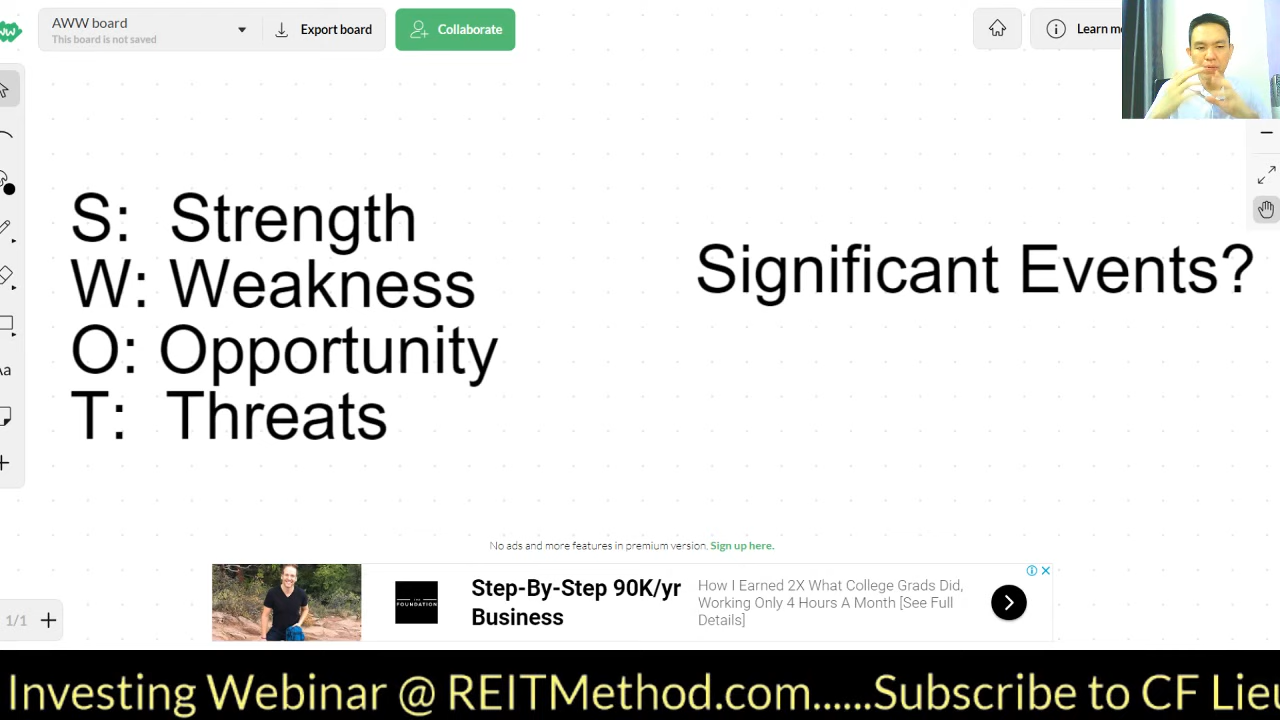 AWW board
This board is not saved
Export board
Collaborate
S: Strength
W: Weakness
O: Opportunity
T: Threats
Significant Events?
No ads and more features in premium version. Sign up here.
THE
FOUNDATION
Step-By-Step 90K/yr
Business
How I Earned 2X What College Grads Did,
Working Only 4 Hours A Month [See Full
Details]
1/1
Investing Webinar @ REITMethod.com......Subscribe to CF